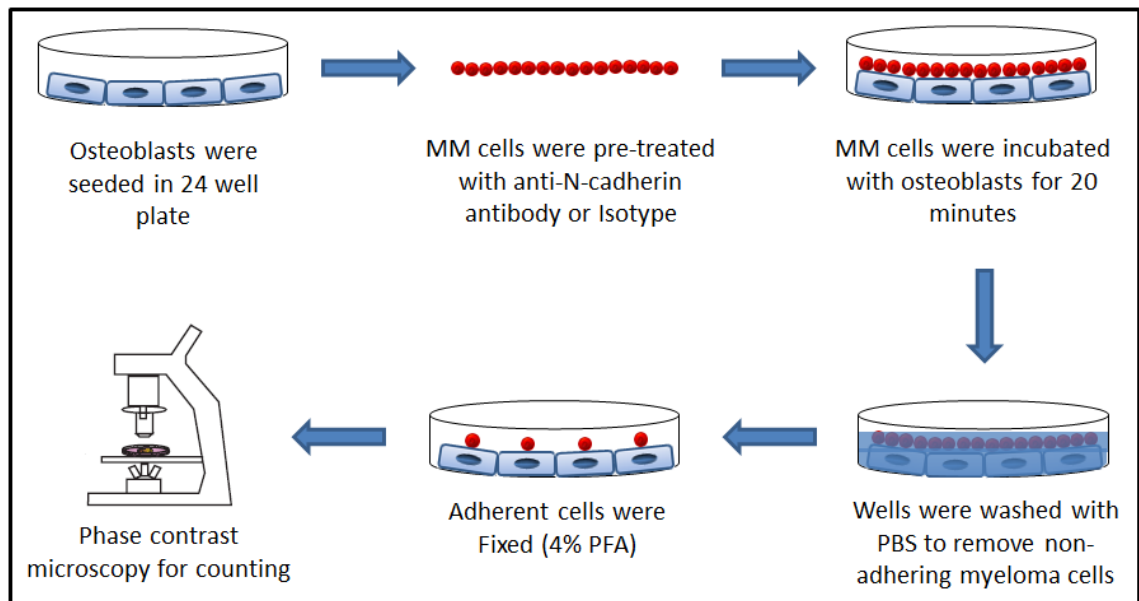 Osteoblasts were
seeded in 24 well
plate
MM cells were pre-treated
with anti-N-cadherin
antibody or Isotype
MM cells were incubated
with osteoblasts for 20
minutes
Wells were washed with
PBS to remove non-
adhering myeloma cells
Adherent cells were
Fixed (4% PFA)
Phase contrast
microscopy for counting